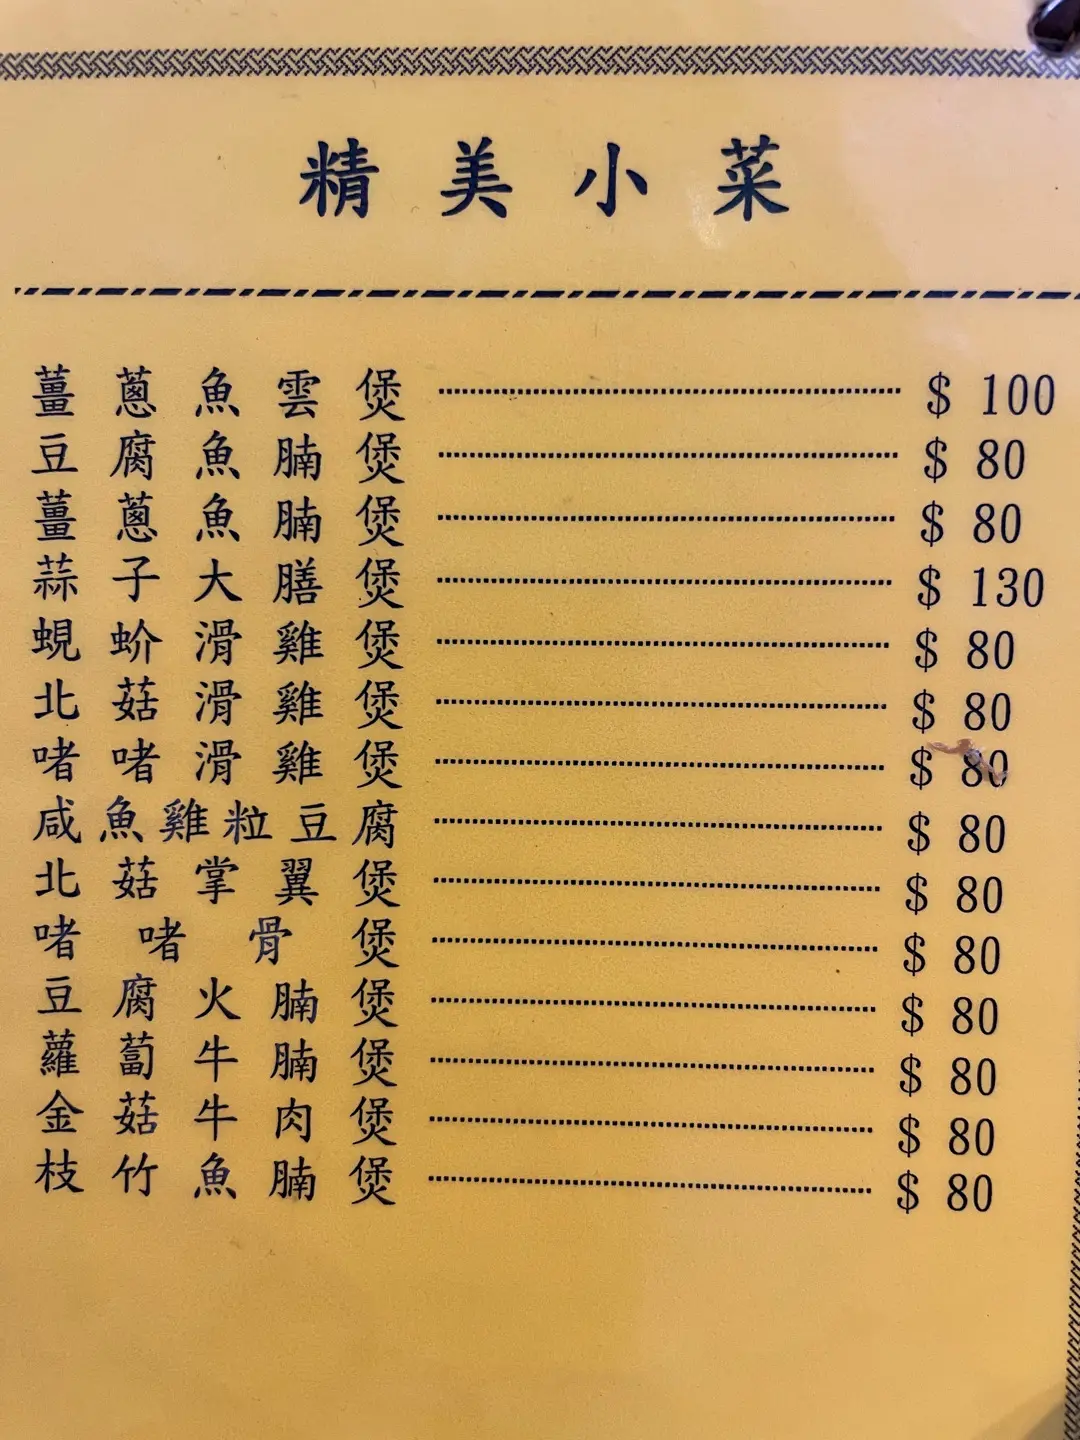 精美小菜
薑蔥魚雲煲 $ 100
豆腐魚腩煲 $ 80
薑蔥魚腩煲 $ 80
蒜子大膳煲 $ 130
蜆蚧滑雞煲 $ 80
北菇滑雞煲 $ 80
啫啫滑雞煲 $ 80
咸魚雞粒豆腐 $ 80
北菇掌翼煲 $ 80
啫啫骨煲 $ 80
豆腐火腩煲 $ 80
蘿蔔牛腩煲 $ 80
金菇牛肉煲 $ 80
枝竹魚腩煲 $ 80